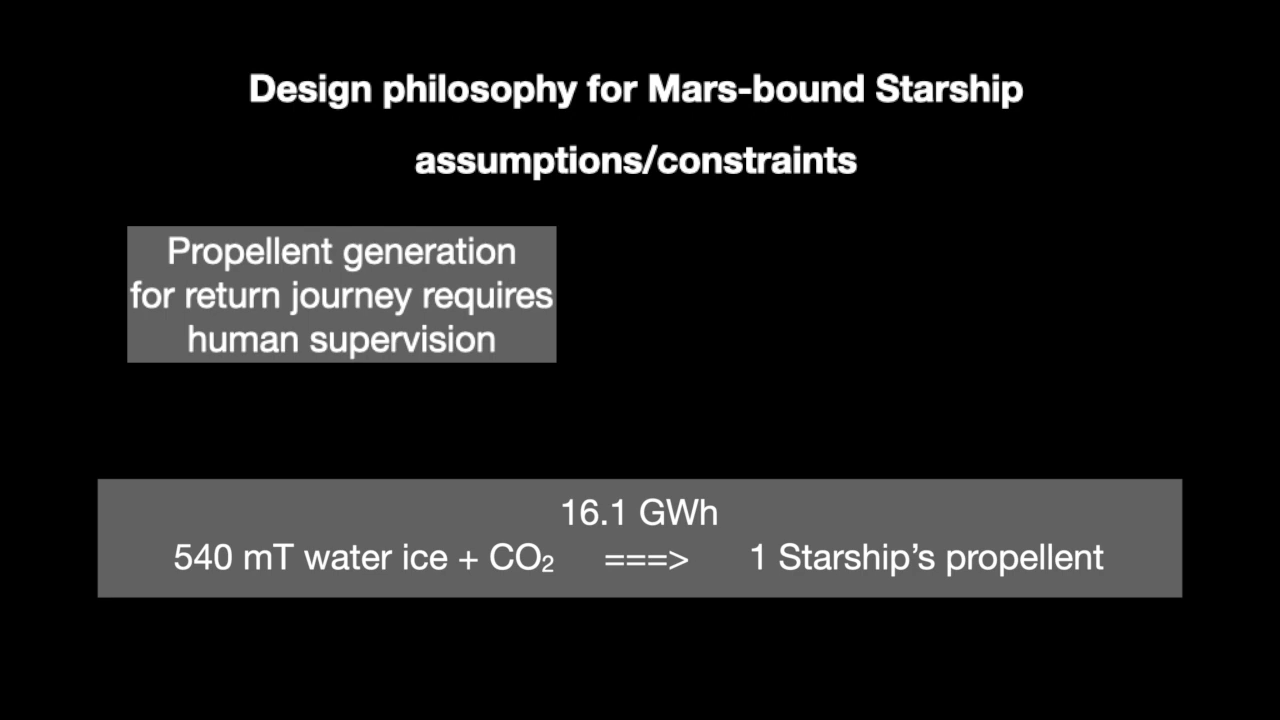 Design philosophy for Mars-bound Starship
assumptions/constraints
Propellent generation
for return journey requires
human supervision
16.1 GWh
540 mT water ice + CO₂ ===> 1 Starship’s propellent